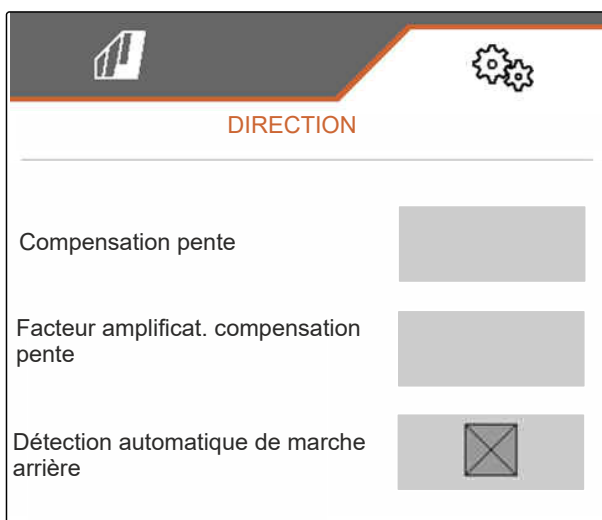 DIRECTION
Compensation pente
Facteur amplificat. compensation
pente
Détection automatique de marche
arrière